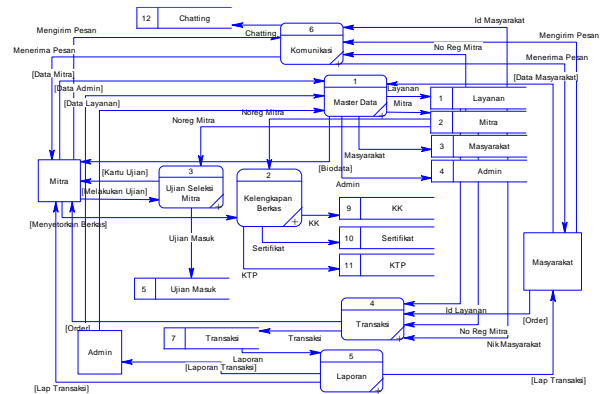 12 Chatting
Id Masyarakat
6
Mengirim Pesan
Chatting
Mengirim Pesan
Komunikasi
No Reg Mitra
Menerima Pesan
Menerima Pesan
[Data Mitra]
[Data Masyarakat]
1
[Data Admin]
Layanan
Master Data
1 Layanan
[Data Layanan]
Mitra
Noreg Mitra
Noreg Mitra
2 Mitra
3 Masyarakat
Masyarakat
[Biodata]
4 Admin
3
[Kartu Ujian]
2
Mitra
Ujian Seleksi
Mitra
Kelengkapan
Berkas
Admin
[Melakukan Ujian]
9 KK
[Menyetorkan Berkas]
KK
Ujian Masuk
10 Sertifikat
Sertifikat
Masyarakat
11 KTP
KTP
5 Ujian Masuk
4
Id Layanan
[Order]
Transaksi
[Order]
No Reg Mitra
7 Transaksi
Transaksi
Nik Masyarakat
Admin
Laporan
5
[Laporan Transaksi]
Laporan
[Lap Transaksi]
[Lap Transaksi]